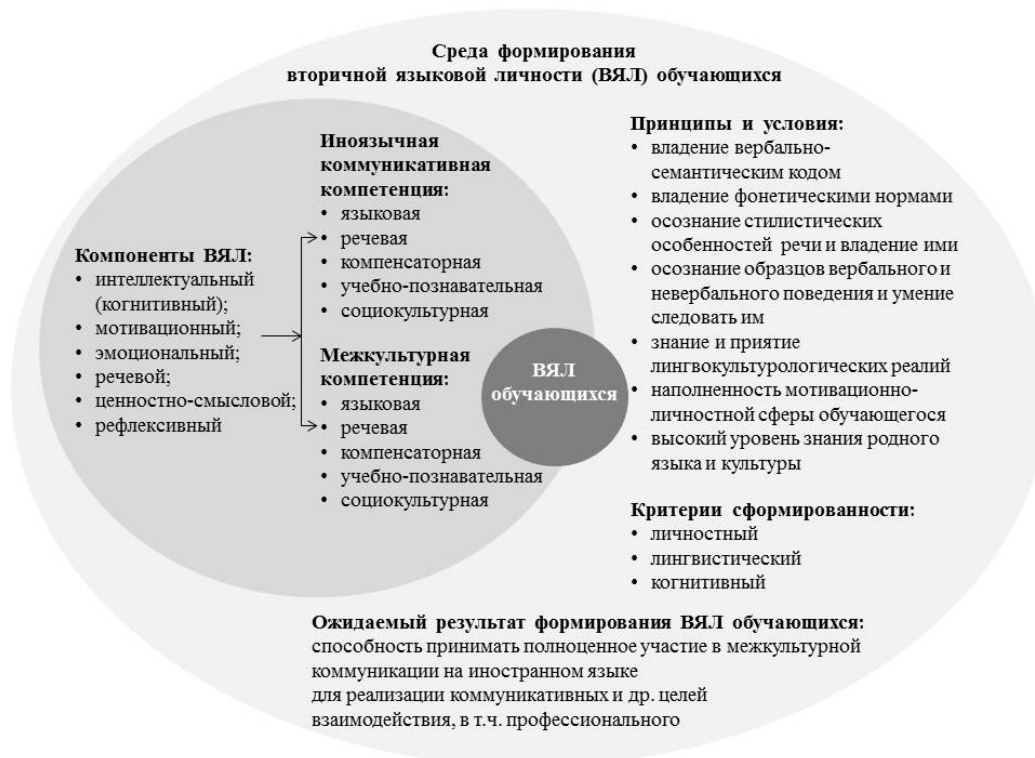 Среда формирования
вторичной языковой личности (ВЯЛ) обучающихся
Компоненты ВЯЛ:
• интеллектуальный
(когнитивный);
• мотивационный;
• эмоциональный;
• речевой;
• ценностно-смысловой;
• рефлексивный
Иноязычная
коммуникативная
компетенция:
• языковая
• речевая
• компенсаторная
• учебно-познавательная
• социокультурная
Межкультурная
компетенция:
• языковая
• речевая
• компенсаторная
• учебно-познавательная
• социокультурная
ВЯЛ
обучающихся
Принципы и условия:
• владение вербально-
семантическим кодом
• владение фонетическими нормами
• осознание стилистических
особенностей речи и владение ими
• осознание образцов вербального и
невербального поведения и умение
следовать им
• знание и приятие
лингвокультурологических реалий
• наполненность мотивационно-
личностной сферы обучающегося
• высокий уровень знания родного
языка и культуры
Критерии сформированности:
• личностный
• лингвистический
• когнитивный
Ожидаемый результат формирования ВЯЛ обучающихся:
способность принимать полноценное участие в межкультурной
коммуникации на иностранном языке
для реализации коммуникативных и др. целей
взаимодействия, в т.ч. профессионального